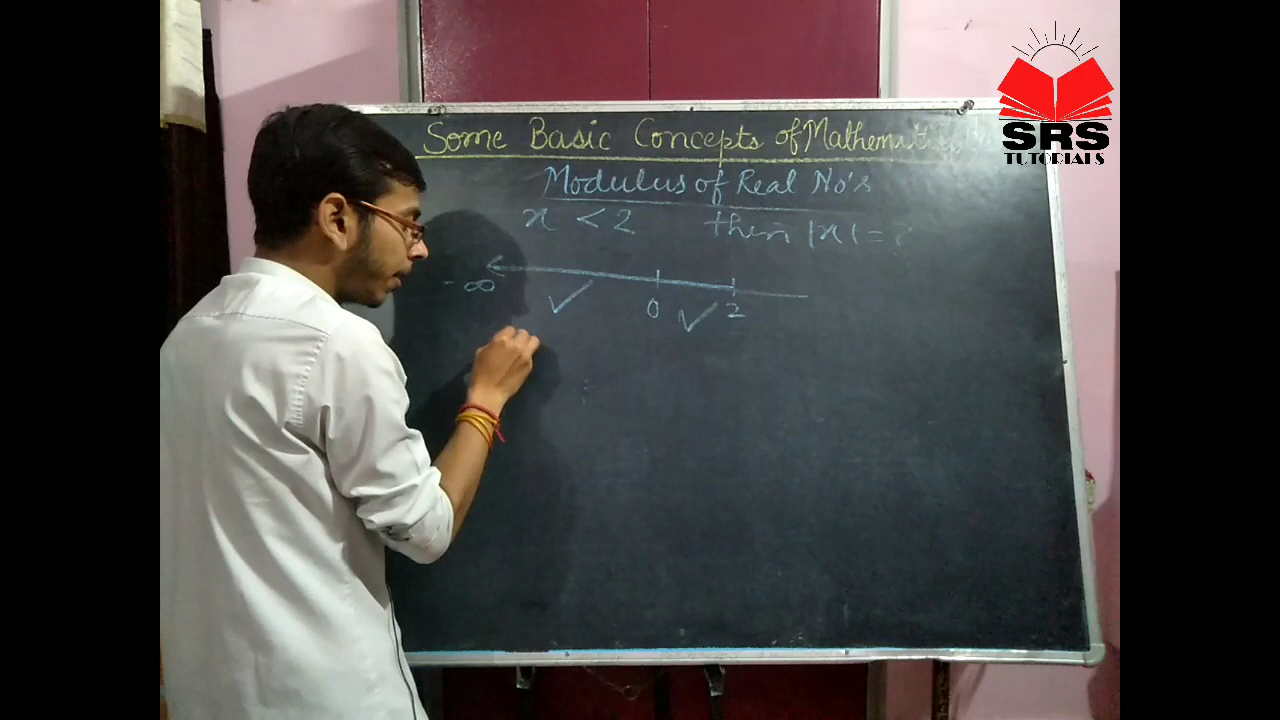 Some Basic Concepts of Mathematics
SRS
TUTORIALS
Modulus of Real No's
x < 2 then |x| = ?
-∞ ✓ 0 ✓ 2